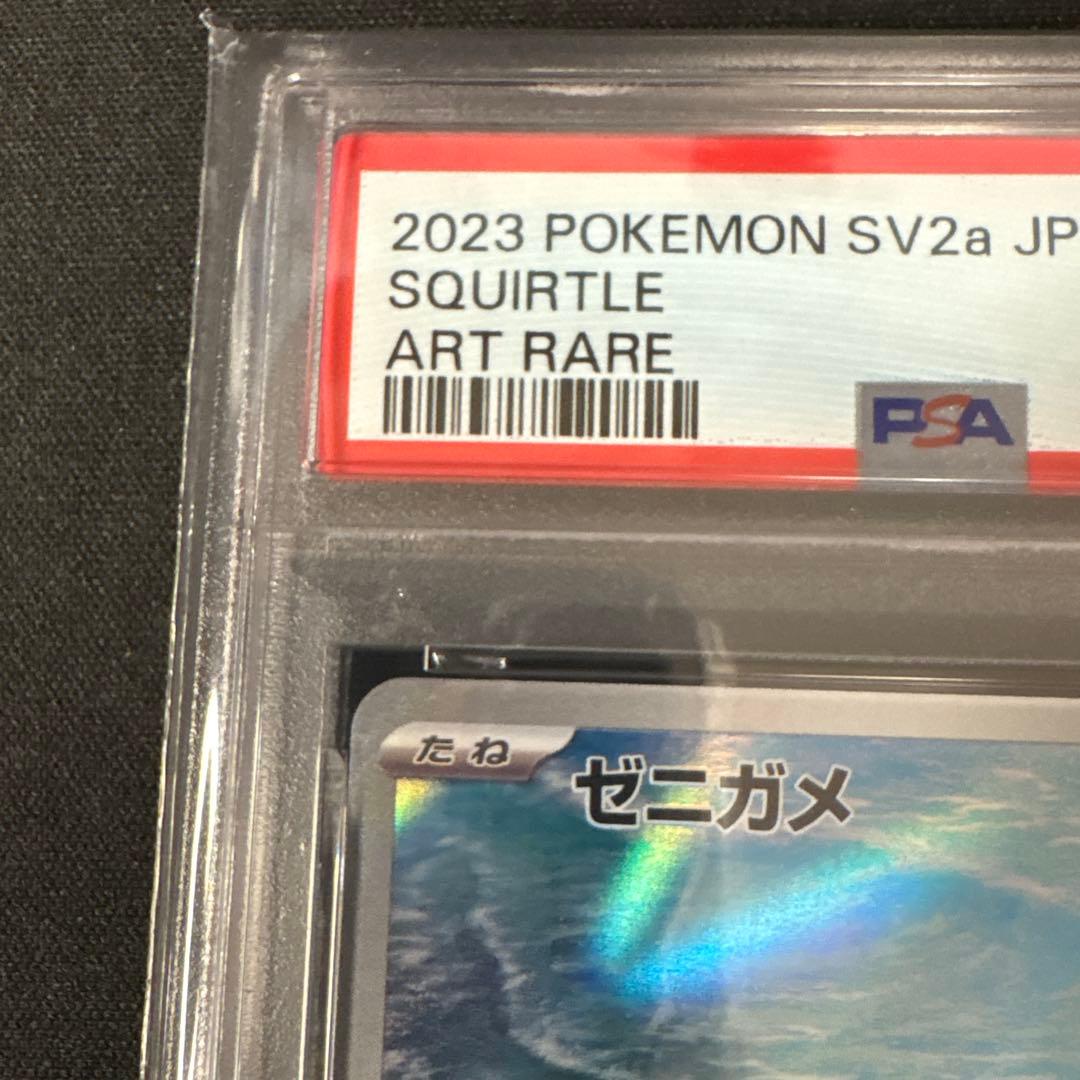 2023 POKEMON SV2a JP
SQUIRTLE
ART RARE
PSA
たね
ゼニガメ